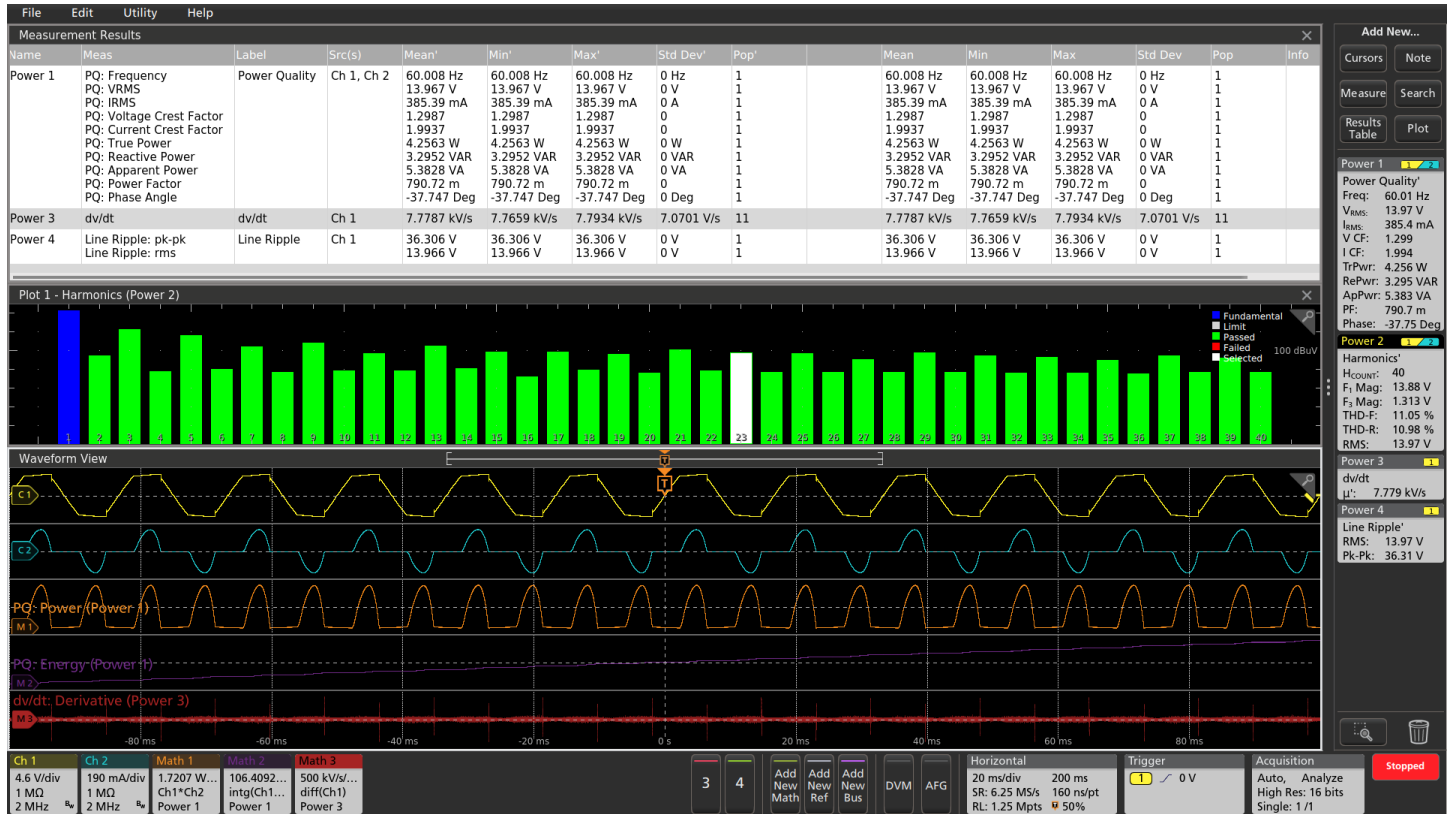 File Edit Utility Help
Measurement Results
Name Meas Label Src(s) Mean' Min' Max' Std Dev' Pop' Mean Min Max Std Dev Pop Info
Power 1 PQ: Frequency Power Quality Ch 1, Ch 2 60.008 Hz 60.008 Hz 60.008 Hz 0 Hz 1 60.008 Hz 60.008 Hz 60.008 Hz 0 Hz 1
PQ: VRMS 13.967 V 13.967 V 13.967 V 0 V 1 13.967 V 13.967 V 13.967 V 0 V 1
PQ: IRMS 385.39 mA 385.39 mA 385.39 mA 0 A 1 385.39 mA 385.39 mA 385.39 mA 0 A 1
PQ: Voltage Crest Factor 1.2987 1.2987 1.2987 0 1 1.2987 1.2987 1.2987 0 1
PQ: Current Crest Factor 1.9937 1.9937 1.9937 0 1 1.9937 1.9937 1.9937 0 1
PQ: True Power 4.2563 W 4.2563 W 4.2563 W 0 W 1 4.2563 W 4.2563 W 4.2563 W 0 W 1
PQ: Reactive Power 3.2952 VAR 3.2952 VAR 3.2952 VAR 0 VAR 1 3.2952 VAR 3.2952 VAR 3.2952 VAR 0 VAR 1
PQ: Apparent Power 5.3828 VA 5.3828 VA 5.3828 VA 0 VA 1 5.3828 VA 5.3828 VA 5.3828 VA 0 VA 1
PQ: Power Factor 790.72 m 790.72 m 790.72 m 0 1 790.72 m 790.72 m 790.72 m 0 1
PQ: Phase Angle -37.747 Deg -37.747 Deg -37.747 Deg 0 Deg 1 -37.747 Deg -37.747 Deg -37.747 Deg 0 Deg 1
Power 3 dv/dt dv/dt Ch 1 7.7787 kV/s 7.7659 kV/s 7.7934 kV/s 7.0701 V/s 11 7.7787 kV/s 7.7659 kV/s 7.7934 kV/s 7.0701 V/s 11
Power 4 Line Ripple: pk-pk Line Ripple Ch 1 36.306 V 36.306 V 36.306 V 0 V 1 36.306 V 36.306 V 36.306 V 0 V 1
Line Ripple: rms 13.966 V 13.966 V 13.966 V 0 V 1 13.966 V 13.966 V 13.966 V 0 V 1
Plot 1 - Harmonics (Power 2)
Fundamental
Limit
Passed
Failed
Selected
100 dBuV
1 2 3 4 5 6 7 8 9 10 11 12 13 14 15 16 17 18 19 20 21 22 23 24 25 26 27 28 29 30 31 32 33 34 35 36 37 38 39 40
Waveform View
T
T
C 1
C 2
PQ: Power (Power 1)
M 1
PQ: Energy (Power 1)
M 2
dv/dt: Derivative (Power 3)
M 3
-80 ms -60 ms -40 ms -20 ms 0 s 20 ms 40 ms 60 ms 80 ms
Add New...
Cursors Note
Measure Search
Results Table Plot
Power 1 1 2
Power Quality'
Freq: 60.01 Hz
VRMS: 13.97 V
IRMS: 385.4 mA
V CF: 1.299
I CF: 1.994
TrPwr: 4.256 W
RePwr: 3.295 VAR
ApPwr: 5.383 VA
PF: 790.7 m
Phase: -37.75 Deg
Power 2 1 2
Harmonics'
HCOUNT: 40
F1 Mag: 13.88 V
F3 Mag: 1.313 V
THD-F: 11.05 %
THD-R: 10.98 %
RMS: 13.97 V
Power 3 1
dv/dt
µ': 7.779 kV/s
Power 4 1
Line Ripple'
RMS: 13.97 V
Pk-Pk: 36.31 V
Ch 1
4.6 V/div
1 MΩ
2 MHz Bw
Ch 2
190 mA/div
1 MΩ
2 MHz Bw
Math 1
1.7207 W...
Ch1*Ch2
Power 1
Math 2
106.4092...
intg(Ch1...
Power 1
Math 3
500 kV/s/...
diff(Ch1)
Power 3
3 4
Add New Math
Add New Ref
Add New Bus
DVM AFG
Horizontal
20 ms/div 200 ms
SR: 6.25 MS/s 160 ns/pt
RL: 1.25 Mpts 50%
Trigger
1 0 V
Acquisition
Auto, Analyze
High Res: 16 bits
Single: 1 /1
Stopped